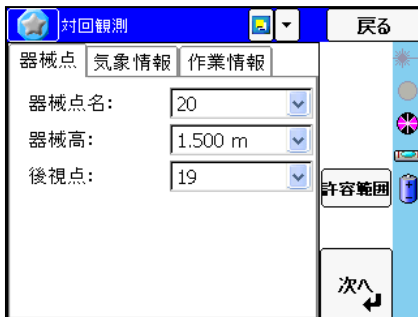 対回観測
戻る
器械点 気象情報 作業情報
器械点名: 20
器械高: 1.500 m
後視点: 19
許容範囲
次へ